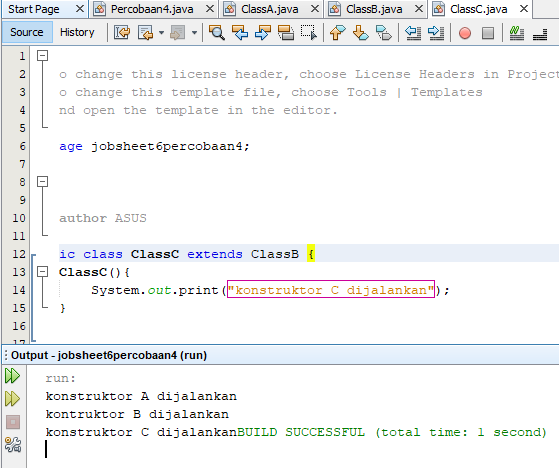 Start Page Percobaan4.java ClassA.java ClassB.java ClassC.java
Source History
1
2 o change this license header, choose License Headers in Project
3 o change this template file, choose Tools | Templates
4 nd open the template in the editor.
5
6 age jobsheet6percobaan4;
7
8
9
10 author ASUS
11
12 ic class ClassC extends ClassB {
13 ClassC(){
14 System.out.print("konstruktor C dijalankan");
15 }
16
17
Output - jobsheet6percobaan4 (run)
run:
konstruktor A dijalankan
kontruktor B dijalankan
konstruktor C dijalankanBUILD SUCCESSFUL (total time: 1 second)